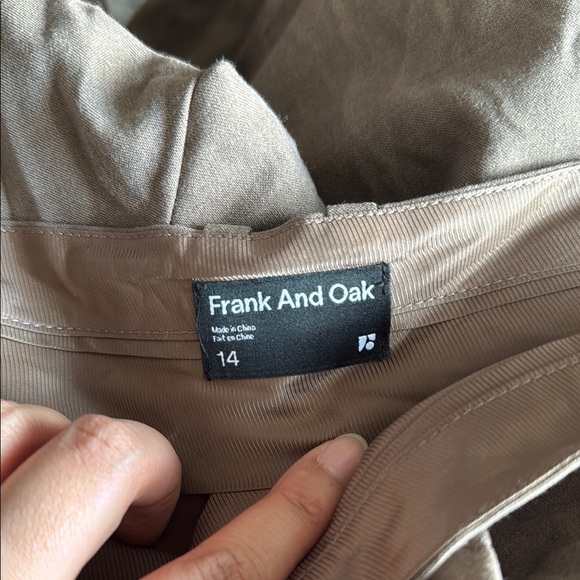 Frank And Oak
Made in China
Fait en Chine
14